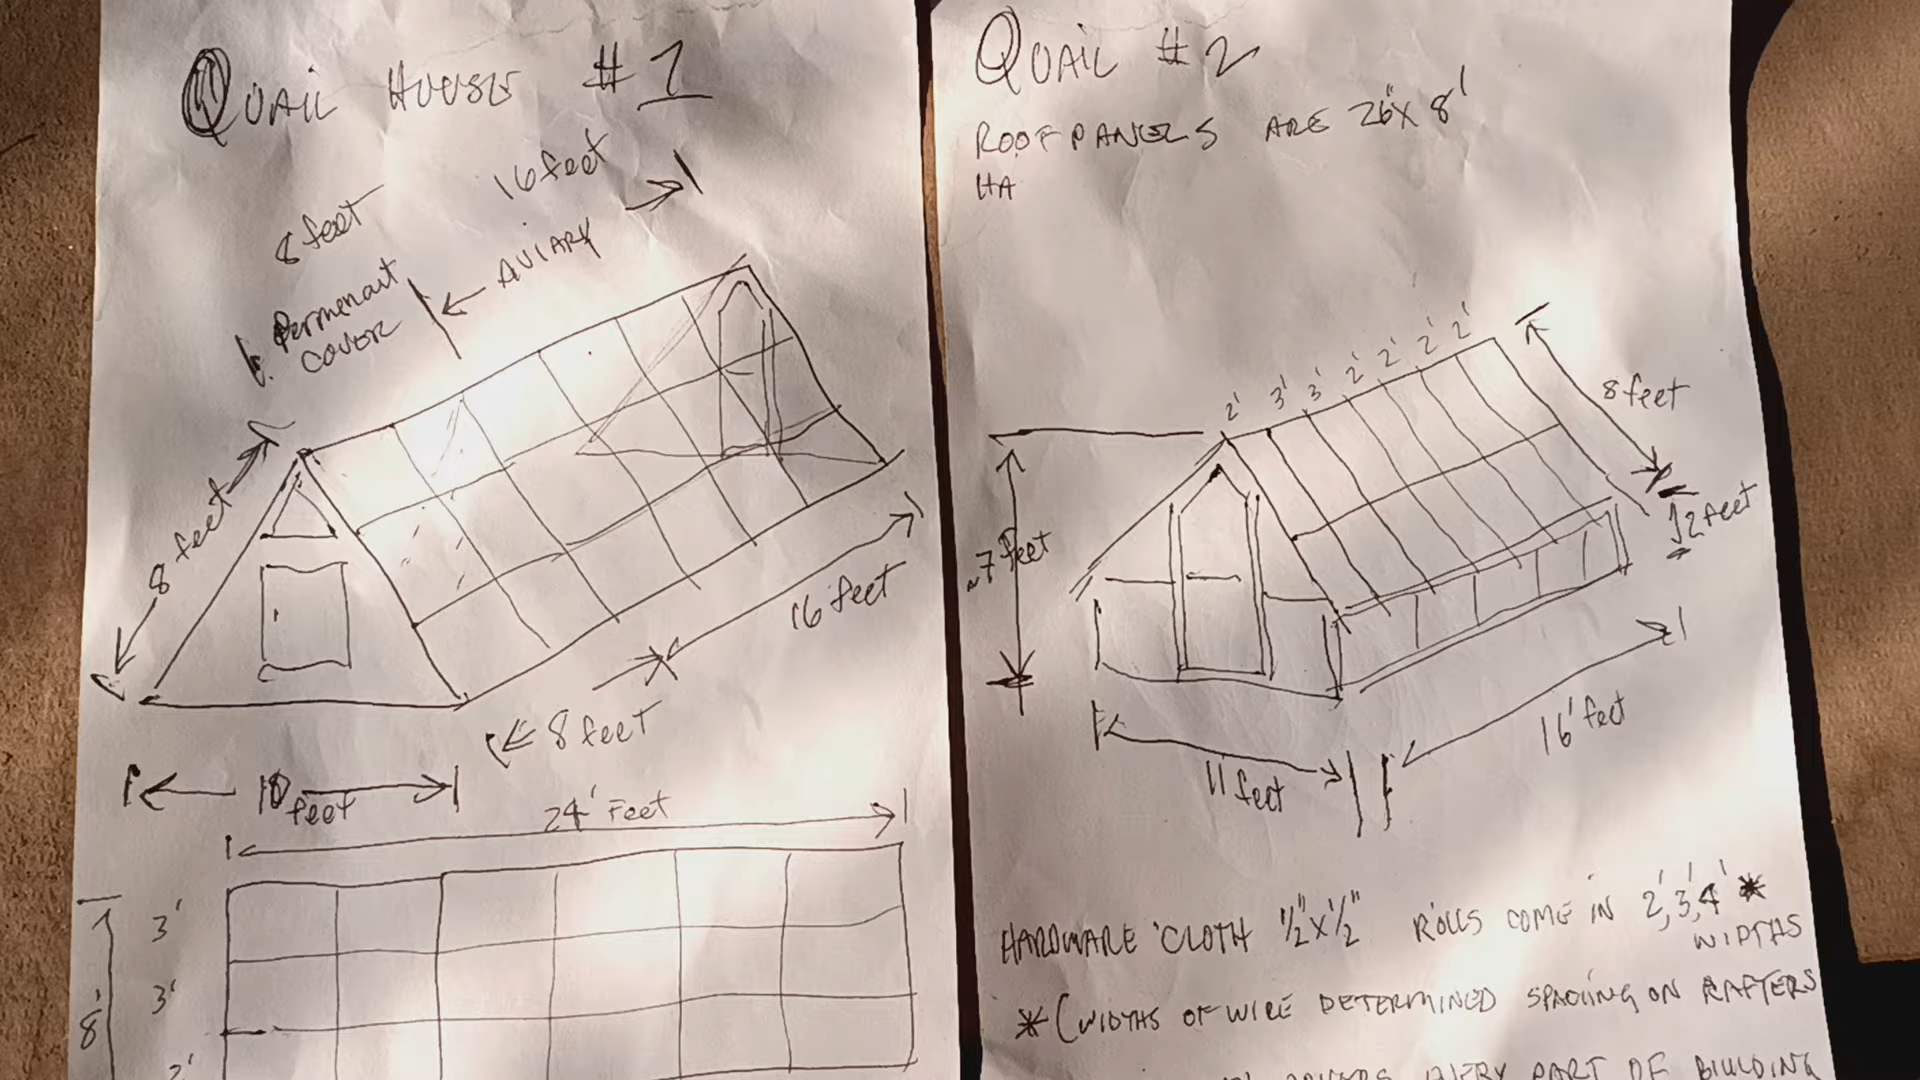 QUAIL HOUSE #1
8 feet
16 feet
Permenant
COVER
AVIARY
8 feet
16 feet
8 feet
10 feet
24' FEET
3'
3'
8'
2'
QUAIL #2
ROOF PANELS ARE 26" X 8'
HA
2' 3' 3' 2' 2' 2' 2'
8 feet
2 feet
~7 feet
16' feet
11 feet
HARDWARE CLOTH 1/2" X 1/2" ROLLS COME IN 2', 3', 4' *
WIDTHS
* (WIDTHS OF WIRE DETERMINED SPACING ON RAFTERS
EVERY PART OF BUILDING